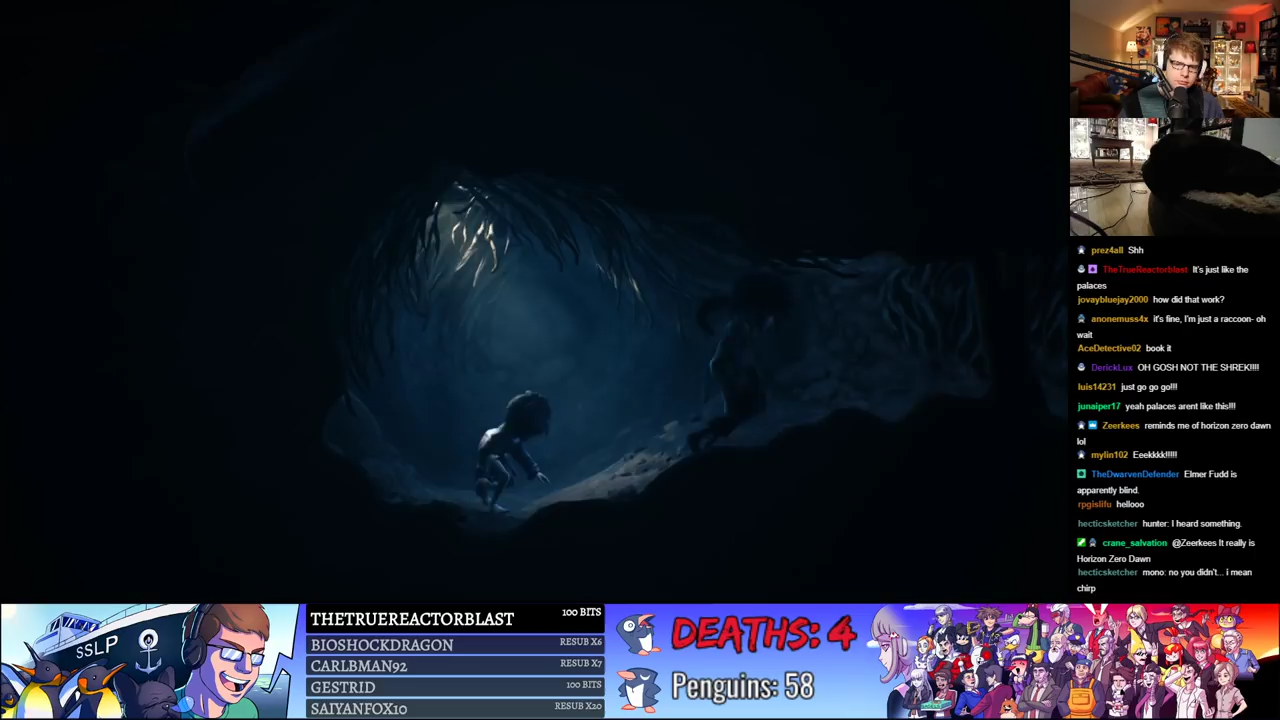 prez4all Shh
TheTrueReactorblast It's just like the
palaces
jovaybluejay2000 how did that work?
anonemuss4x it's fine, I'm just a raccoon- oh
wait
AceDetective02 book it
DerickLux OH GOSH NOT THE SHREK!!!!
luis14231 just go go go!!!
junaiper17 yeah palaces arent like this!!!
Zeerkees reminds me of horizon zero dawn
lol
mylin102 Eeekkkk!!!!!
TheDwarvenDefender Elmer Fudd is
apparently blind.
rpgislifu hellooo
hecticsketcher hunter: I heard something.
crane_salvation @Zeerkees It really is
Horizon Zero Dawn
hecticsketcher mono: no you didn't... i mean
chirp
SSLP
THETRUEREACTORBLAST 100 BITS
BIOSHOCKDRAGON RESUB X6
CARLBMAN92 RESUB X7
GESTRID 100 BITS
SAIYANFOX10 RESUB X20
DEATHS: 4
Penguins: 58